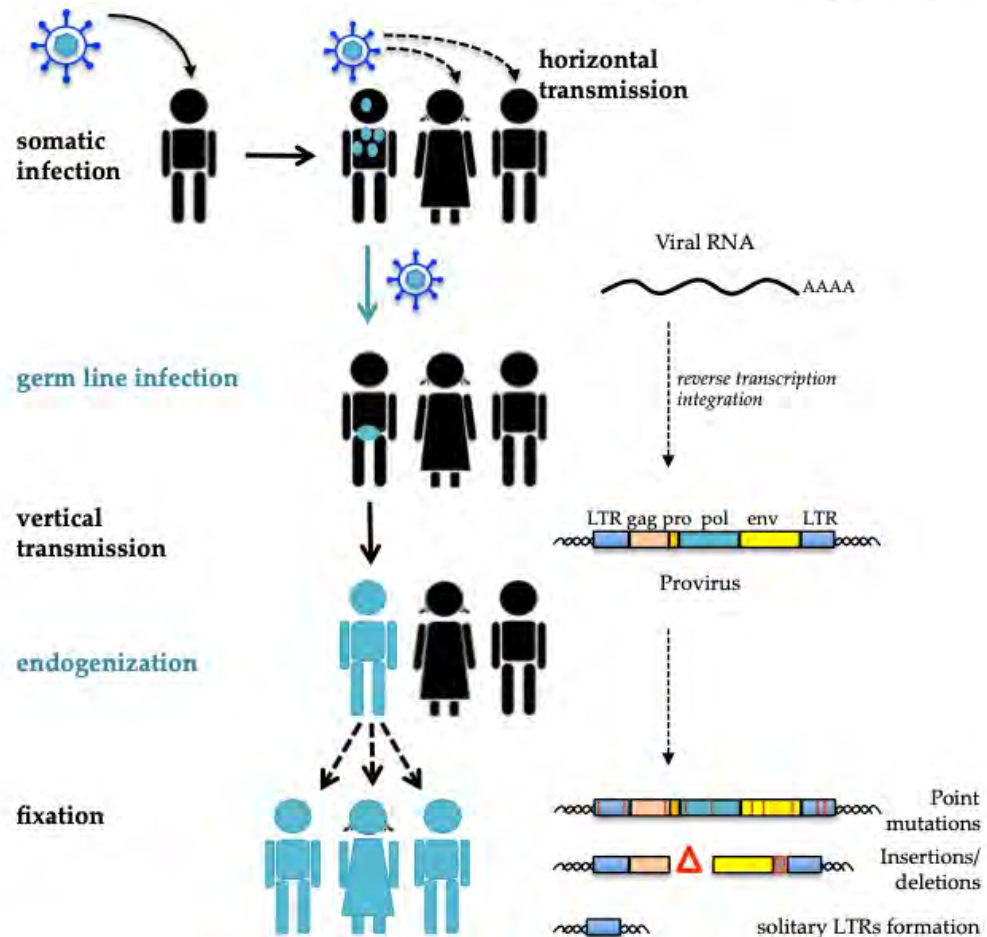 horizontal
transmission
somatic
infection
Viral RNA
AAAA
germ line infection
reverse transcription
integration
vertical
transmission
LTR gag pro pol env LTR
Provirus
endogenization
fixation
Point
mutations
Δ
Insertions/
deletions
solitary LTRs formation